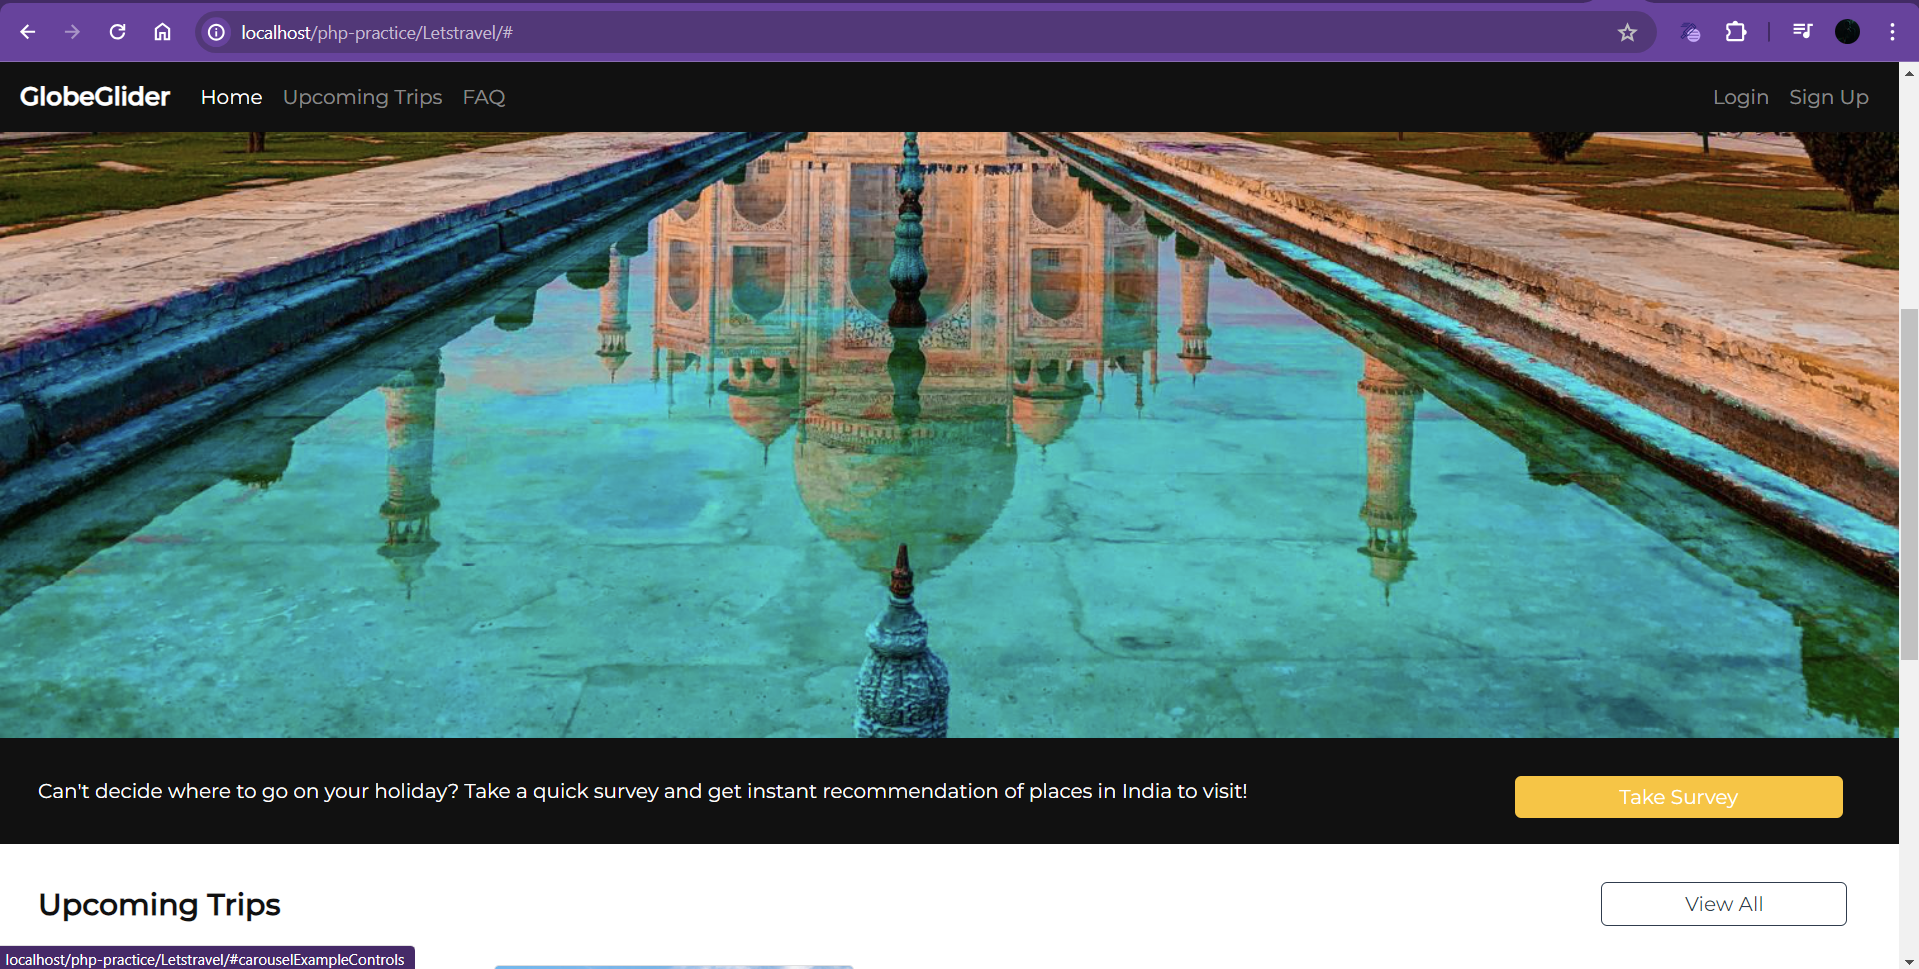 localhost/php-practice/Letstravel/#
GlobeGlider Home Upcoming Trips FAQ Login Sign Up
Can't decide where to go on your holiday? Take a quick survey and get instant recommendation of places in India to visit! Take Survey
Upcoming Trips View All
localhost/php-practice/Letstravel/#carouselExampleControls